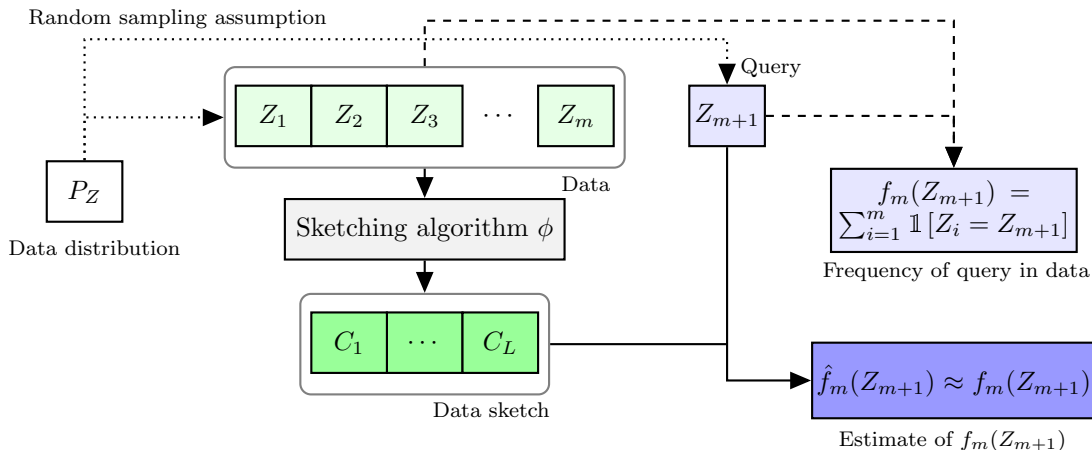 Random sampling assumption
Query
Z_1 Z_2 Z_3 ⋯ Z_m
Z_{m+1}
Data
P_Z
Data distribution
Sketching algorithm ϕ
f_m(Z_{m+1}) =
∑_{i=1}^m 𝟙 [Z_i = Z_{m+1}]
Frequency of query in data
C_1 ⋯ C_L
Data sketch
f̂_m(Z_{m+1}) ≈ f_m(Z_{m+1})
Estimate of f_m(Z_{m+1})